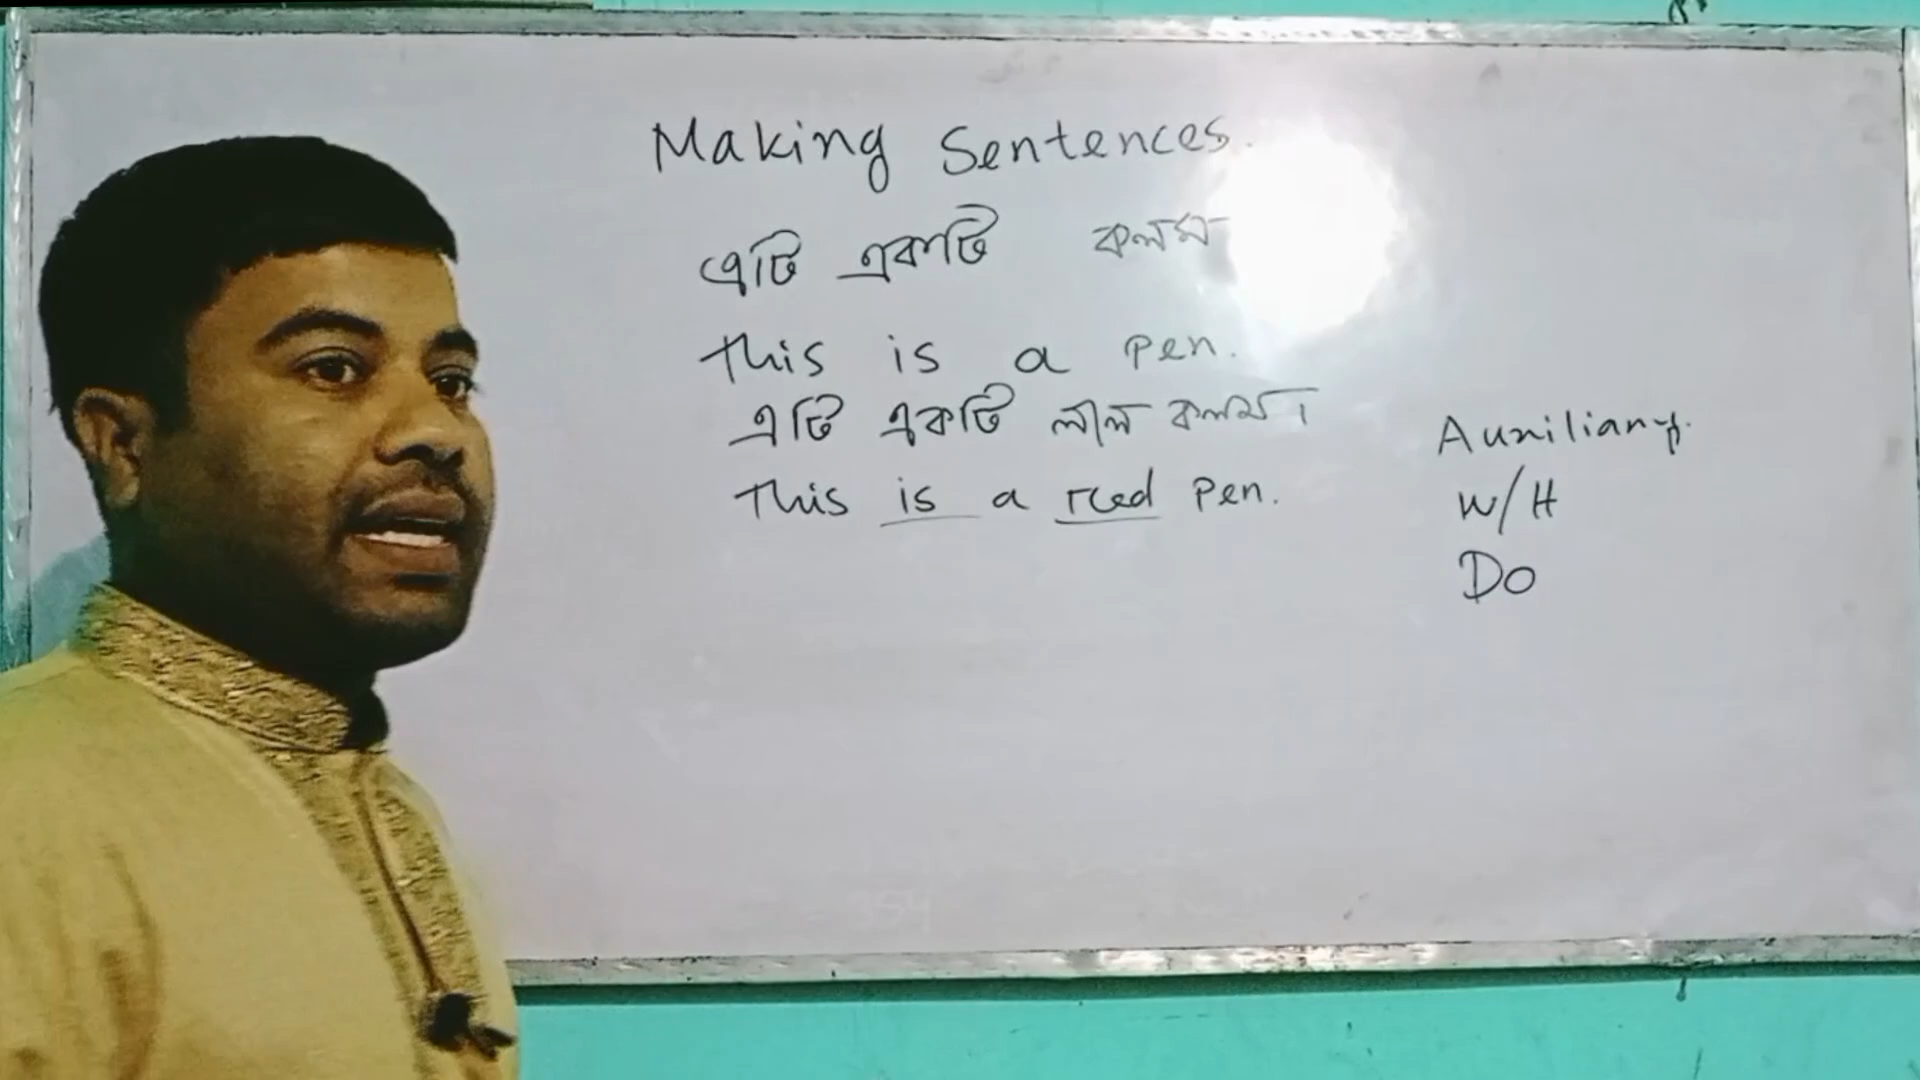 Making Sentences.
এটি একটি কলম
This is a pen.
এটি একটি লাল কলম।
This is a red pen.
Auxiliary.
W/H
Do